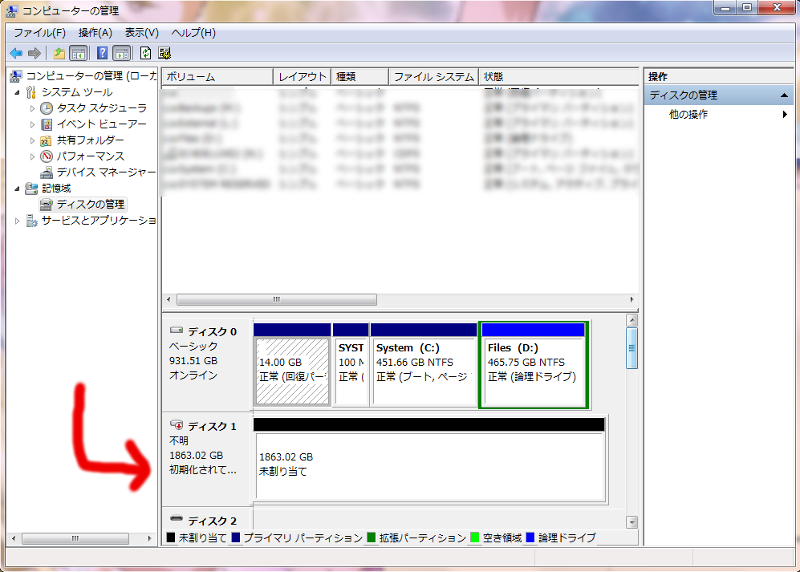 コンピューターの管理
ファイル(F) 操作(A) 表示(V) ヘルプ(H)
コンピューターの管理 (ローカ
システム ツール
タスク スケジューラ
イベント ビューアー
共有フォルダー
パフォーマンス
デバイス マネージャー
記憶域
ディスクの管理
サービスとアプリケーショ
ボリューム レイアウト 種類 ファイル システム 状態
操作
ディスクの管理
他の操作
ディスク 0
ベーシック
931.51 GB
オンライン
14.00 GB
正常 (回復パー
SYST
100 M
正常 (
System (C:)
451.66 GB NTFS
正常 (ブート, ページ
Files (D:)
465.75 GB NTFS
正常 (論理ドライブ)
ディスク 1
不明
1863.02 GB
初期化されて...
1863.02 GB
未割り当て
ディスク 2
未割り当て プライマリ パーティション 拡張パーティション 空き領域 論理ドライブ